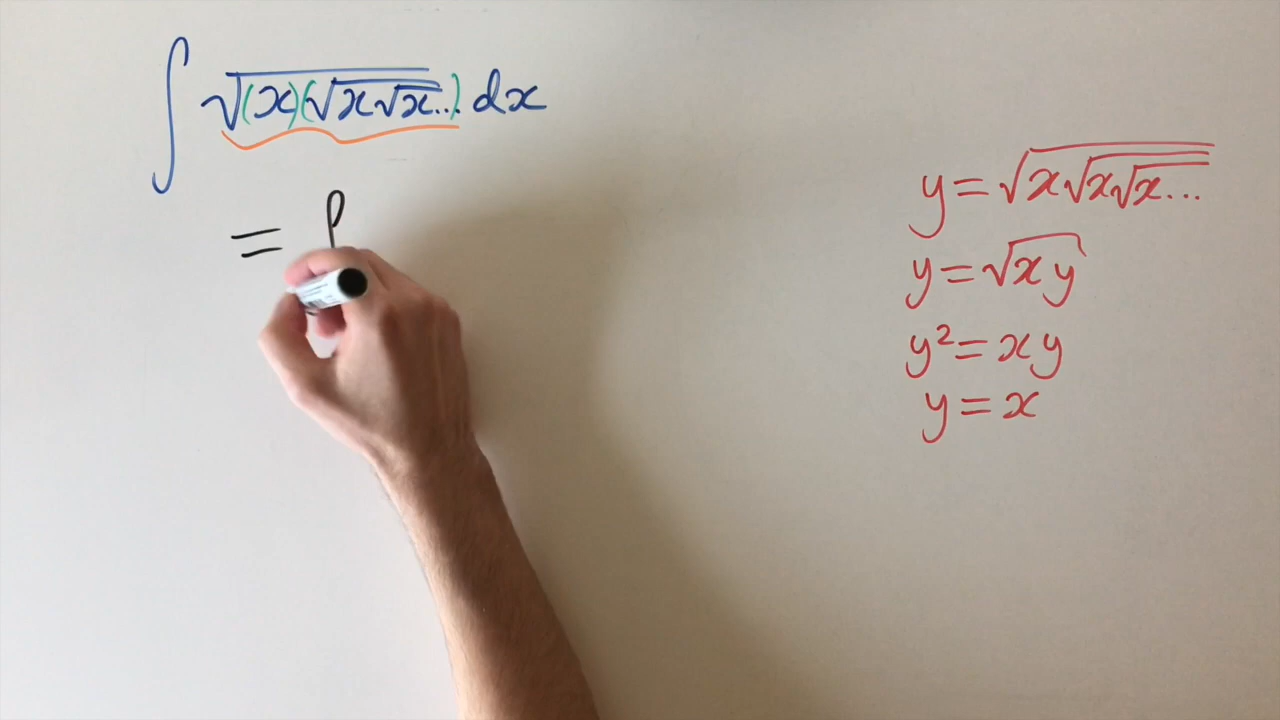 ∫ √(x)(√x√x...) dx
=
y = √x√x√x...
y = √xy
y² = xy
y = x